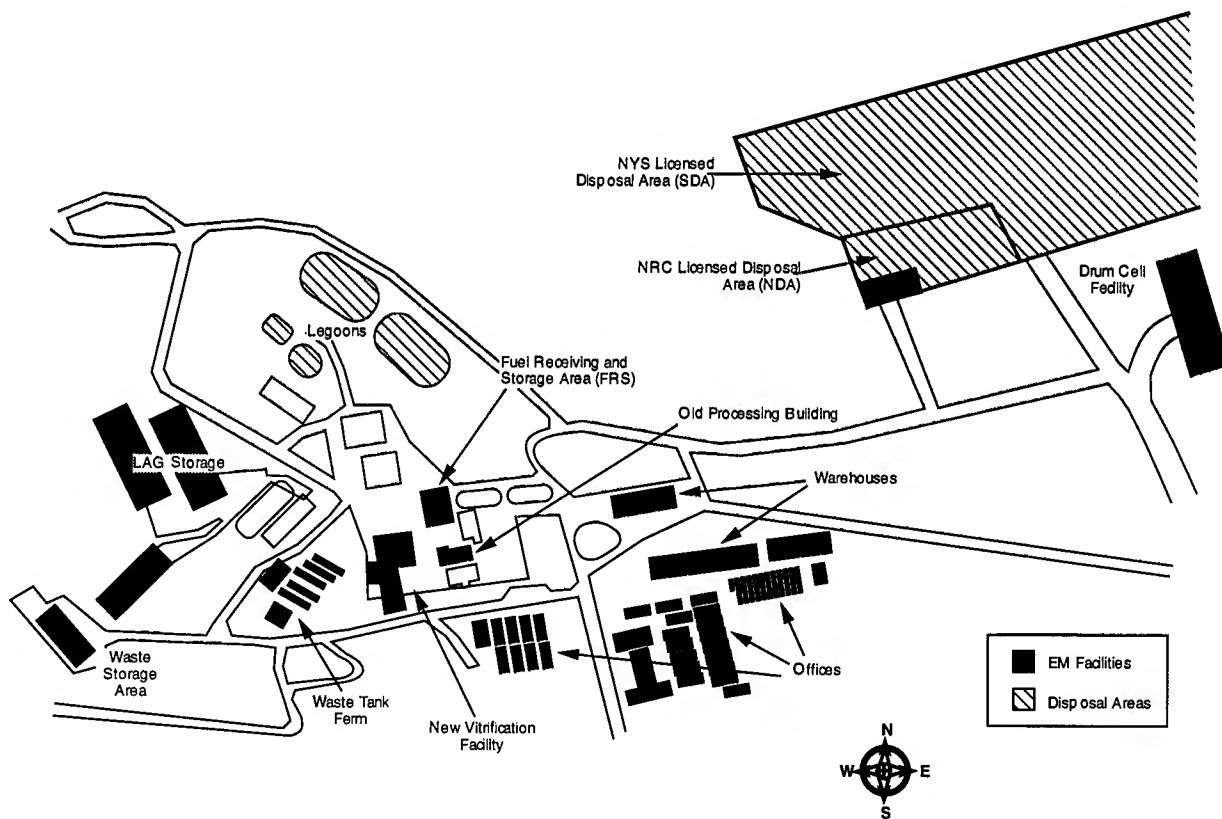 NYS Licensed
Disposal Area (SDA)
NRC Licensed Disposal
Area (NDA)
Drum Cell
Fedlity
Legoons
Fuel Receiving and
Storage Area (FRS)
Old Processing Building
LAG Storage
Warehouses
Waste
Storage
Area
Waste Tank
Ferm
New Vitrification
Facility
Offices
EM Facilities
Disposal Areas
N
W
E
S